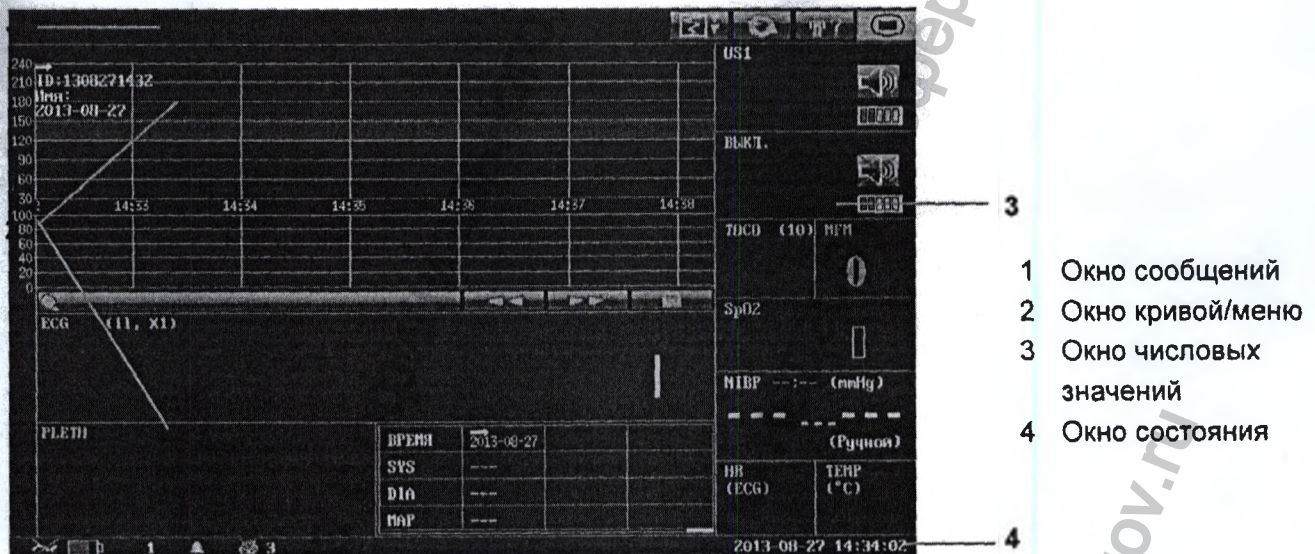 US1
240
210 ID:1308271432
180 Имя:
2013-08-27
150
120
90
60
30
14:33 14:34 14:35 14:36 14:37 14:38
100
80
60
40
20
0
ВЫКЛ.
3
TOCO (10) MFM
0
ECG (II, X1)
SpO2
NIBP --:-- (mmHg)
--- --- ---
(Ручной)
PLETH
ВРЕМЯ 2013-08-27
SYS ---
DIA ---
MAP ---
HR
(ECG)
TEMP
(°C)
1 3
2013-08-27 14:34:02
4
1 Окно сообщений
2 Окно кривой/меню
3 Окно числовых
значений
4 Окно состояния